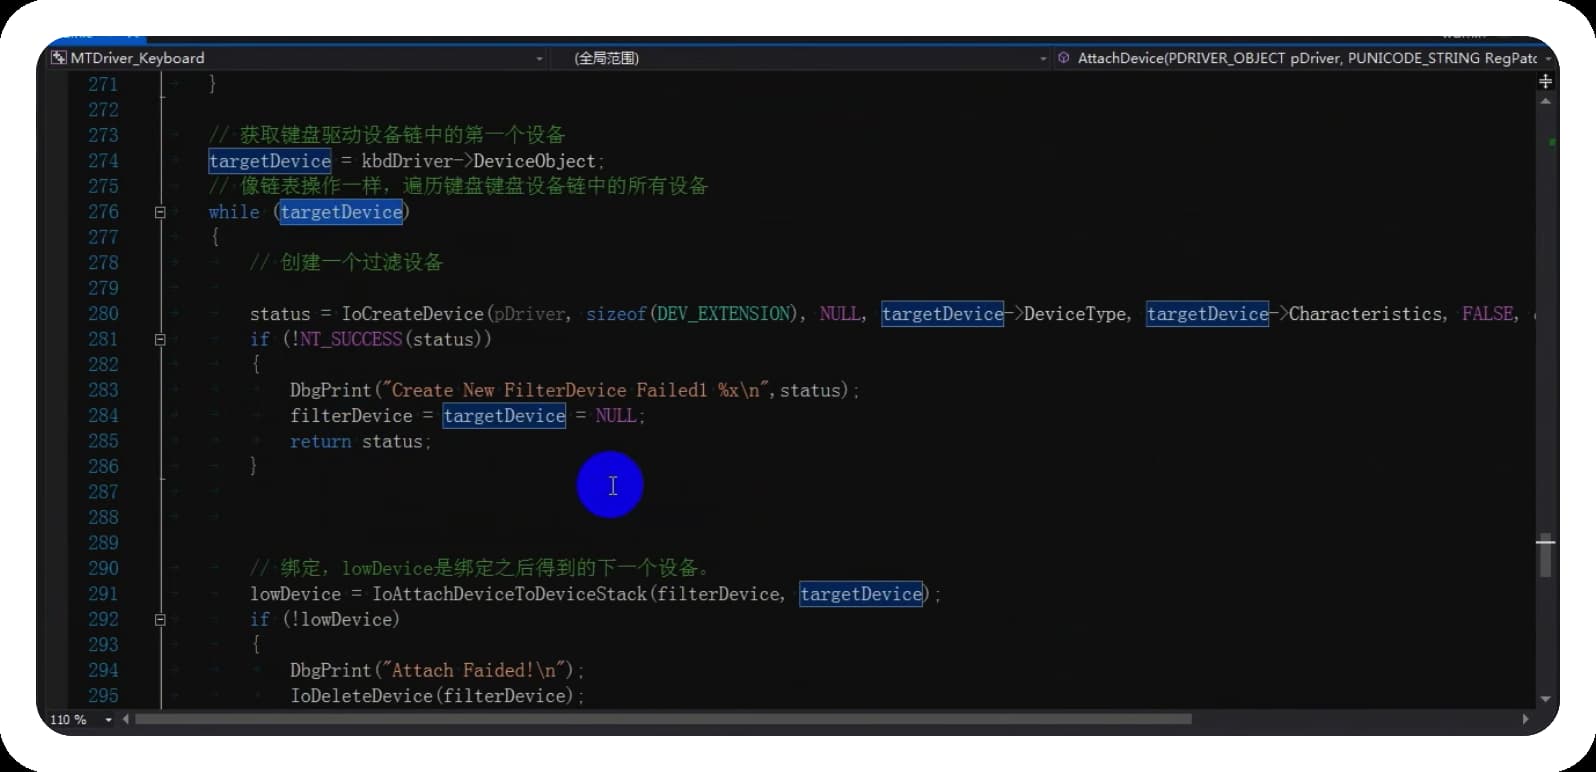 MTDriver_Keyboard (全局范围) AttachDevice(PDRIVER_OBJECT pDriver, PUNICODE_STRING RegPatc
271 }
272
273 // 获取键盘驱动设备链中的第一个设备
274 targetDevice = kbdDriver->DeviceObject;
275 // 像链表操作一样，遍历键盘键盘设备链中的所有设备
276 while (targetDevice)
277 {
278 // 创建一个过滤设备
279
280 status = IoCreateDevice(pDriver, sizeof(DEV_EXTENSION), NULL, targetDevice->DeviceType, targetDevice->Characteristics, FALSE,
281 if (!NT_SUCCESS(status))
282 {
283 DbgPrint("Create New FilterDevice Failed1 %x\n",status);
284 filterDevice = targetDevice = NULL;
285 return status;
286 }
287
288
289
290 // 绑定，lowDevice是绑定之后得到的下一个设备。
291 lowDevice = IoAttachDeviceToDeviceStack(filterDevice, targetDevice);
292 if (!lowDevice)
293 {
294 DbgPrint("Attach Faided!\n");
295 IoDeleteDevice(filterDevice);
110 %